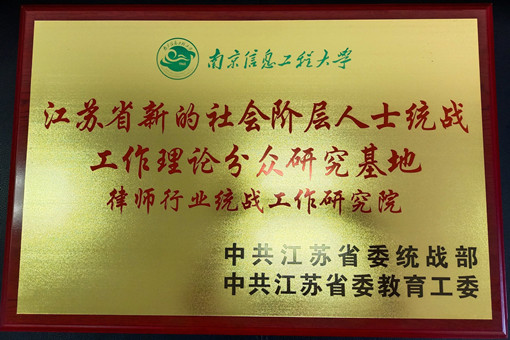 南京信息工程大学
江苏省新的社会阶层人士统战
工作理论分众研究基地
律师行业统战工作研究院
中共江苏省委统战部
中共江苏省委教育工委